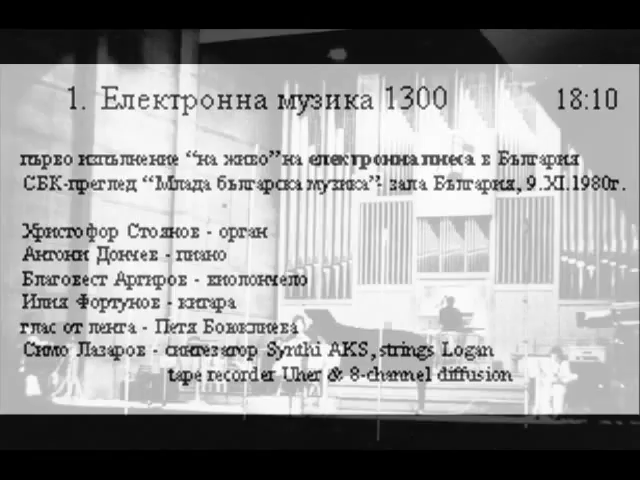 1. Електронна музика 1300 18:10
първо изпълнение “на живо” на електронна пиеса в България
СБК-преглед “Млада българска музика”- зала България, 9.XI.1980г.
Христофор Стоянов - орган
Антони Дончев - пиано
Благовест Аргиров - виолончело
Илия Фортунов - китара
глас от лента - Петя Бовоклиева
Симо Лазаров - синтезатор Synthi AKS, strings Logan
tape recorder Uher & 8-channel diffusion